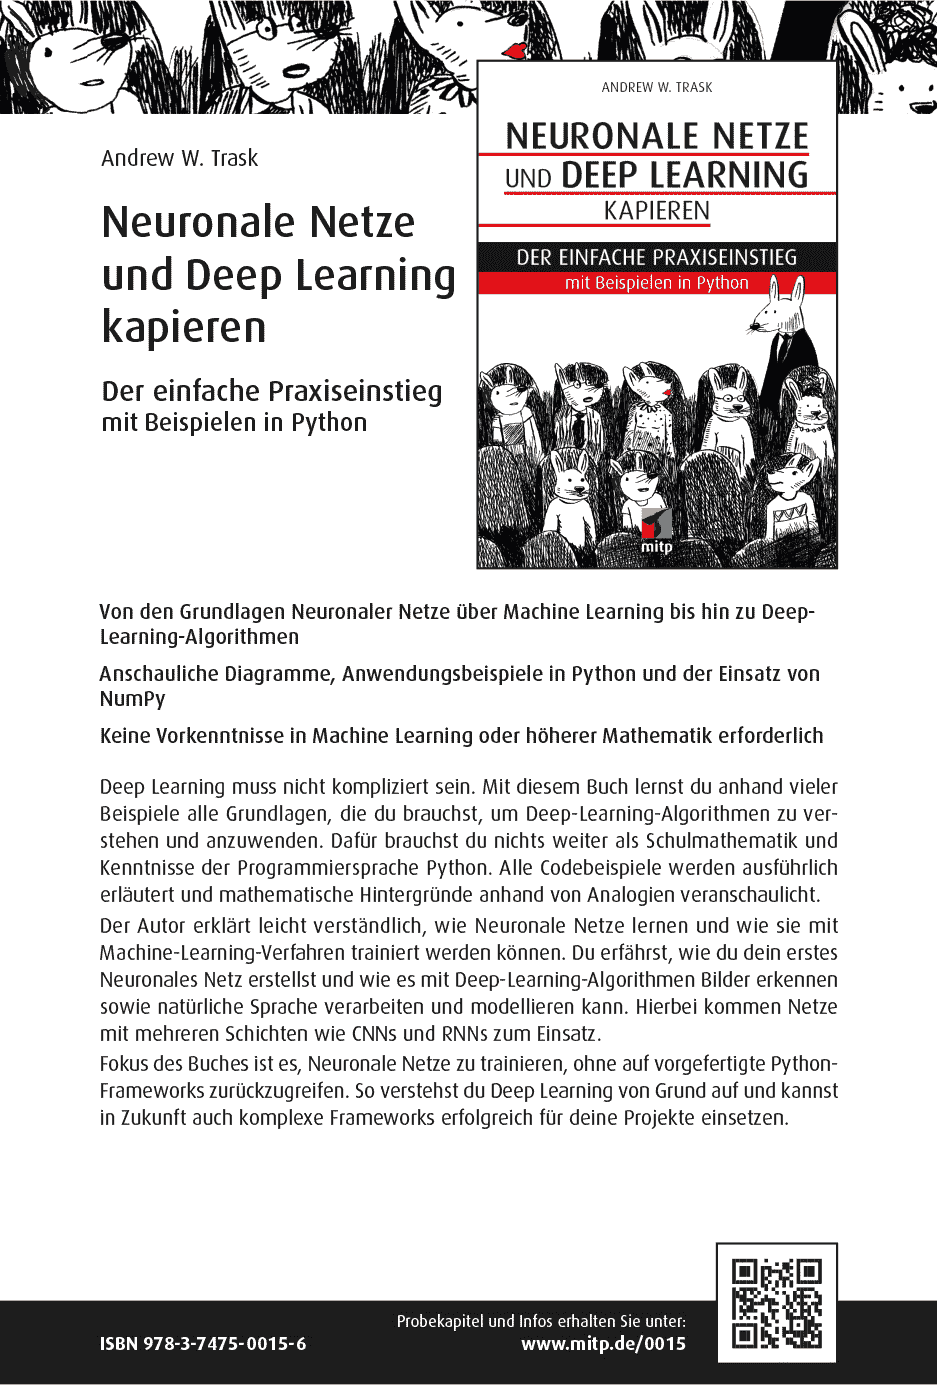 Andrew W. Trask
Neuronale Netze
und Deep Learning
kapieren
Der einfache Praxiseinstieg
mit Beispielen in Python
ANDREW W. TRASK
NEURONALE NETZE
UND DEEP LEARNING
KAPIEREN
DER EINFACHE PRAXISEINSTIEG
mit Beispielen in Python
mitp
Von den Grundlagen Neuronaler Netze über Machine Learning bis hin zu Deep-
Learning-Algorithmen
Anschauliche Diagramme, Anwendungsbeispiele in Python und der Einsatz von
NumPy
Keine Vorkenntnisse in Machine Learning oder höherer Mathematik erforderlich
Deep Learning muss nicht kompliziert sein. Mit diesem Buch lernst du anhand vieler
Beispiele alle Grundlagen, die du brauchst, um Deep-Learning-Algorithmen zu ver-
stehen und anzuwenden. Dafür brauchst du nichts weiter als Schulmathematik und
Kenntnisse der Programmiersprache Python. Alle Codebeispiele werden ausführlich
erläutert und mathematische Hintergründe anhand von Analogien veranschaulicht.
Der Autor erklärt leicht verständlich, wie Neuronale Netze lernen und wie sie mit
Machine-Learning-Verfahren trainiert werden können. Du erfährst, wie du dein erstes
Neuronales Netz erstellst und wie es mit Deep-Learning-Algorithmen Bilder erkennen
sowie natürliche Sprache verarbeiten und modellieren kann. Hierbei kommen Netze
mit mehreren Schichten wie CNNs und RNNs zum Einsatz.
Fokus des Buches ist es, Neuronale Netze zu trainieren, ohne auf vorgefertigte Python-
Frameworks zurückzugreifen. So verstehst du Deep Learning von Grund auf und kannst
in Zukunft auch komplexe Frameworks erfolgreich für deine Projekte einsetzen.
Probekapitel und Infos erhalten Sie unter:
ISBN 978-3-7475-0015-6
www.mitp.de/0015